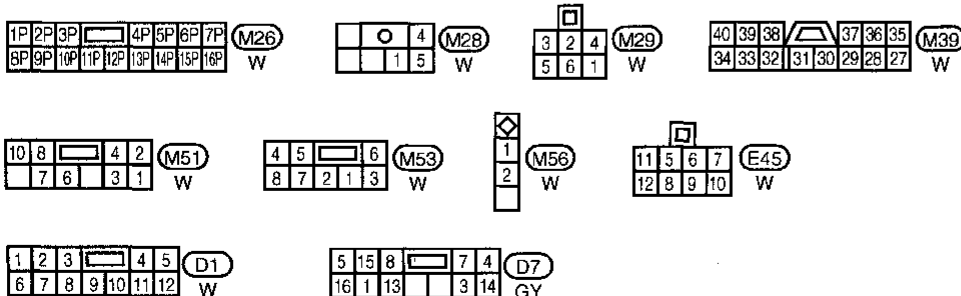 1P 2P 3P 4P 5P 6P 7P M26
8P 9P 10P 11P 12P 13P 14P 15P 16P W
4 M28
1 5 W
3 2 4 M29
5 6 1 W
40 39 38 37 36 35 M39
34 33 32 31 30 29 28 27 W
10 8 4 2 M51
7 6 3 1 W
4 5 6 M53
8 7 2 1 3 W
1 M56
2 W
11 5 6 7 E45
12 8 9 10 W
1 2 3 4 5 D1
6 7 8 9 10 11 12 W
5 15 8 7 4 D7
16 1 13 3 14 GY